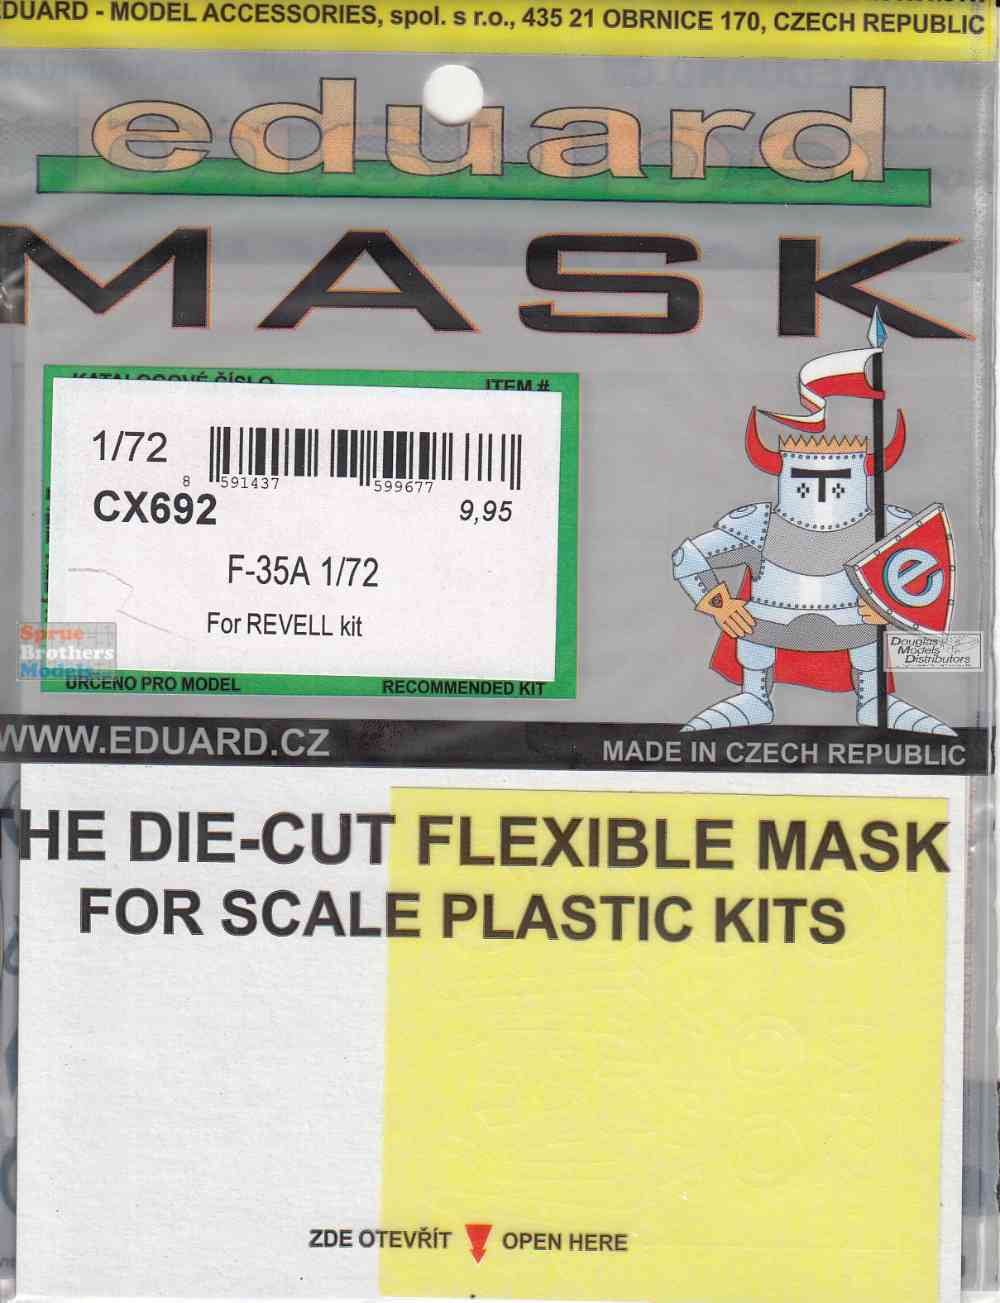 EDUARD - MODEL ACCESSORIES, spol. s r.o., 435 21 OBRNICE 170, CZECH REPUBLIC
eduard
MASK
KATALOGOVÉ ČÍSLO ITEM #
1/72
8 591437 599677
CX692 9,95
F-35A 1/72
For REVELL kit
Sprue
Brothers
Models
e
Douglas
Models
Distributors
URČENO PRO MODEL RECOMMENDED KIT
WWW.EDUARD.CZ MADE IN CZECH REPUBLIC
THE DIE-CUT FLEXIBLE MASK
FOR SCALE PLASTIC KITS
ZDE OTEVŘÍT OPEN HERE